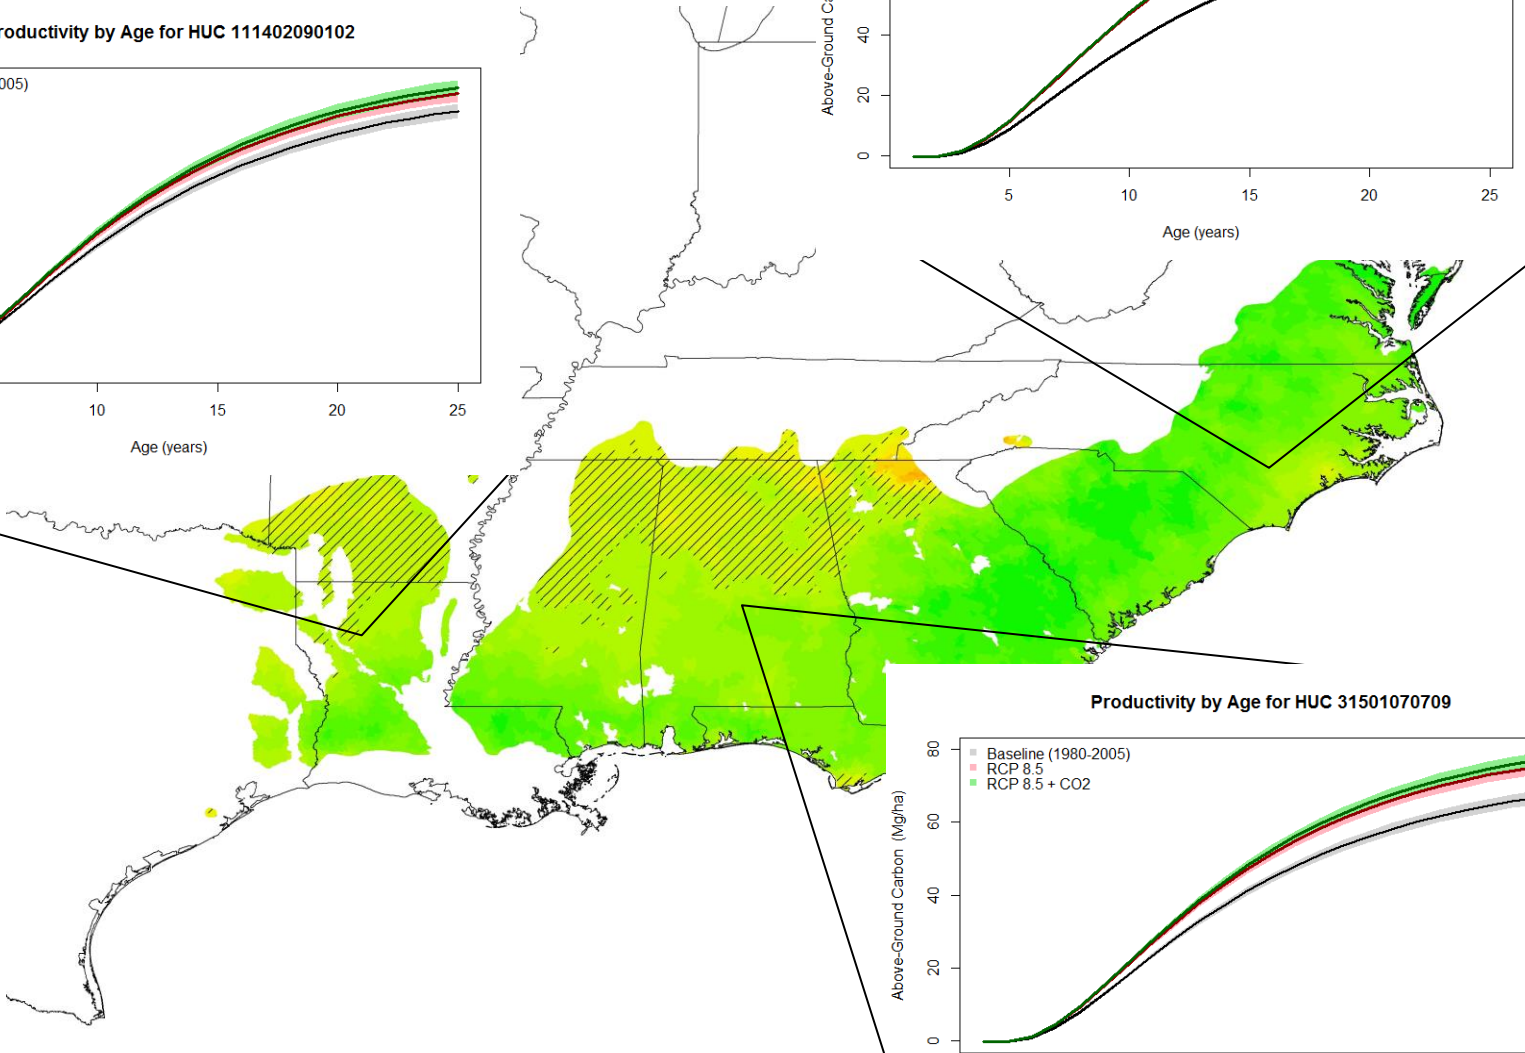 roductivity by Age for HUC 111402090102
005)
10 15 20 25
Age (years)
Above-Ground Ca
40
20
0
5 10 15 20 25
Age (years)
Productivity by Age for HUC 31501070709
Baseline (1980-2005)
RCP 8.5
RCP 8.5 + CO2
Above-Ground Carbon (Mg/ha)
80
60
40
20
0